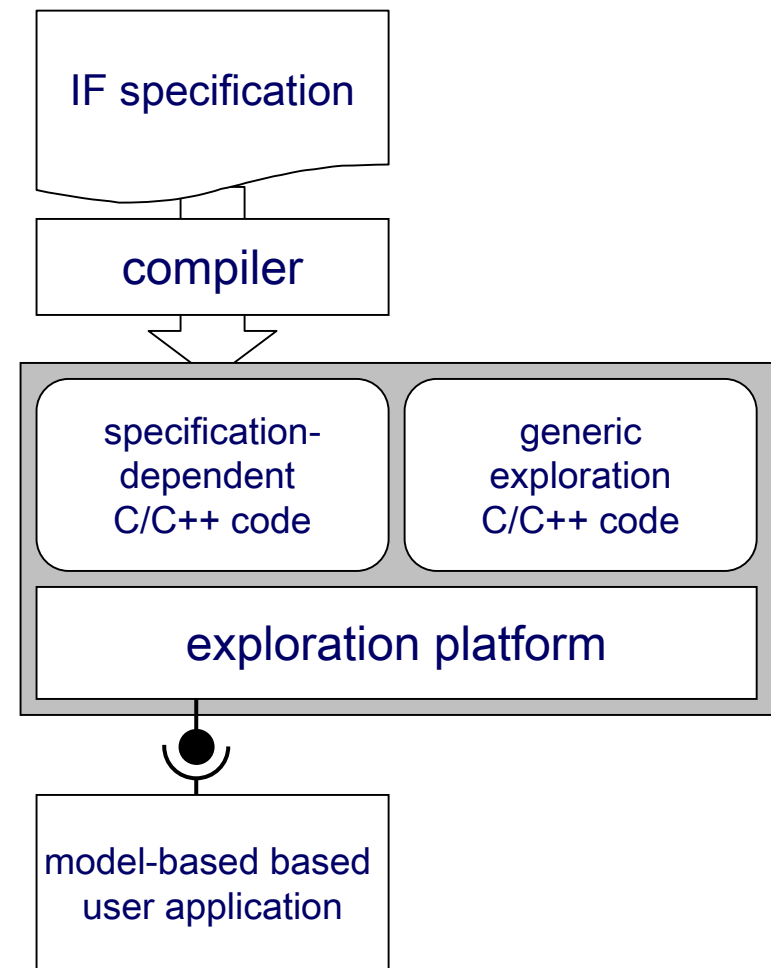 IF specification
compiler
specification-
dependent
C/C++ code
generic
exploration
C/C++ code
exploration platform
model-based based
user application